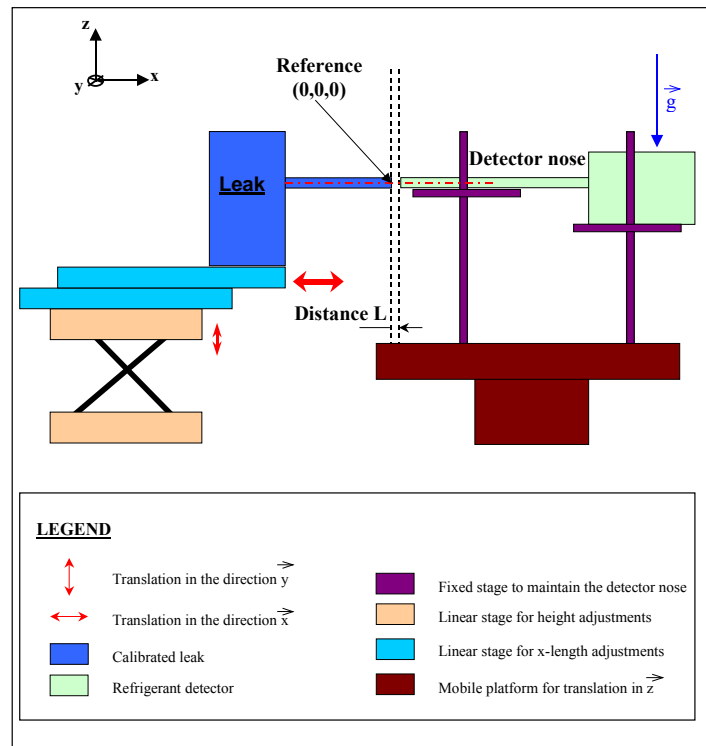 z
y
x
Reference
(0,0,0)
g
Detector nose
Leak
Distance L
LEGEND
Translation in the direction y
Translation in the direction x
Calibrated leak
Refrigerant detector
Fixed stage to maintain the detector nose
Linear stage for height adjustments
Linear stage for x-length adjustments
Mobile platform for translation in z